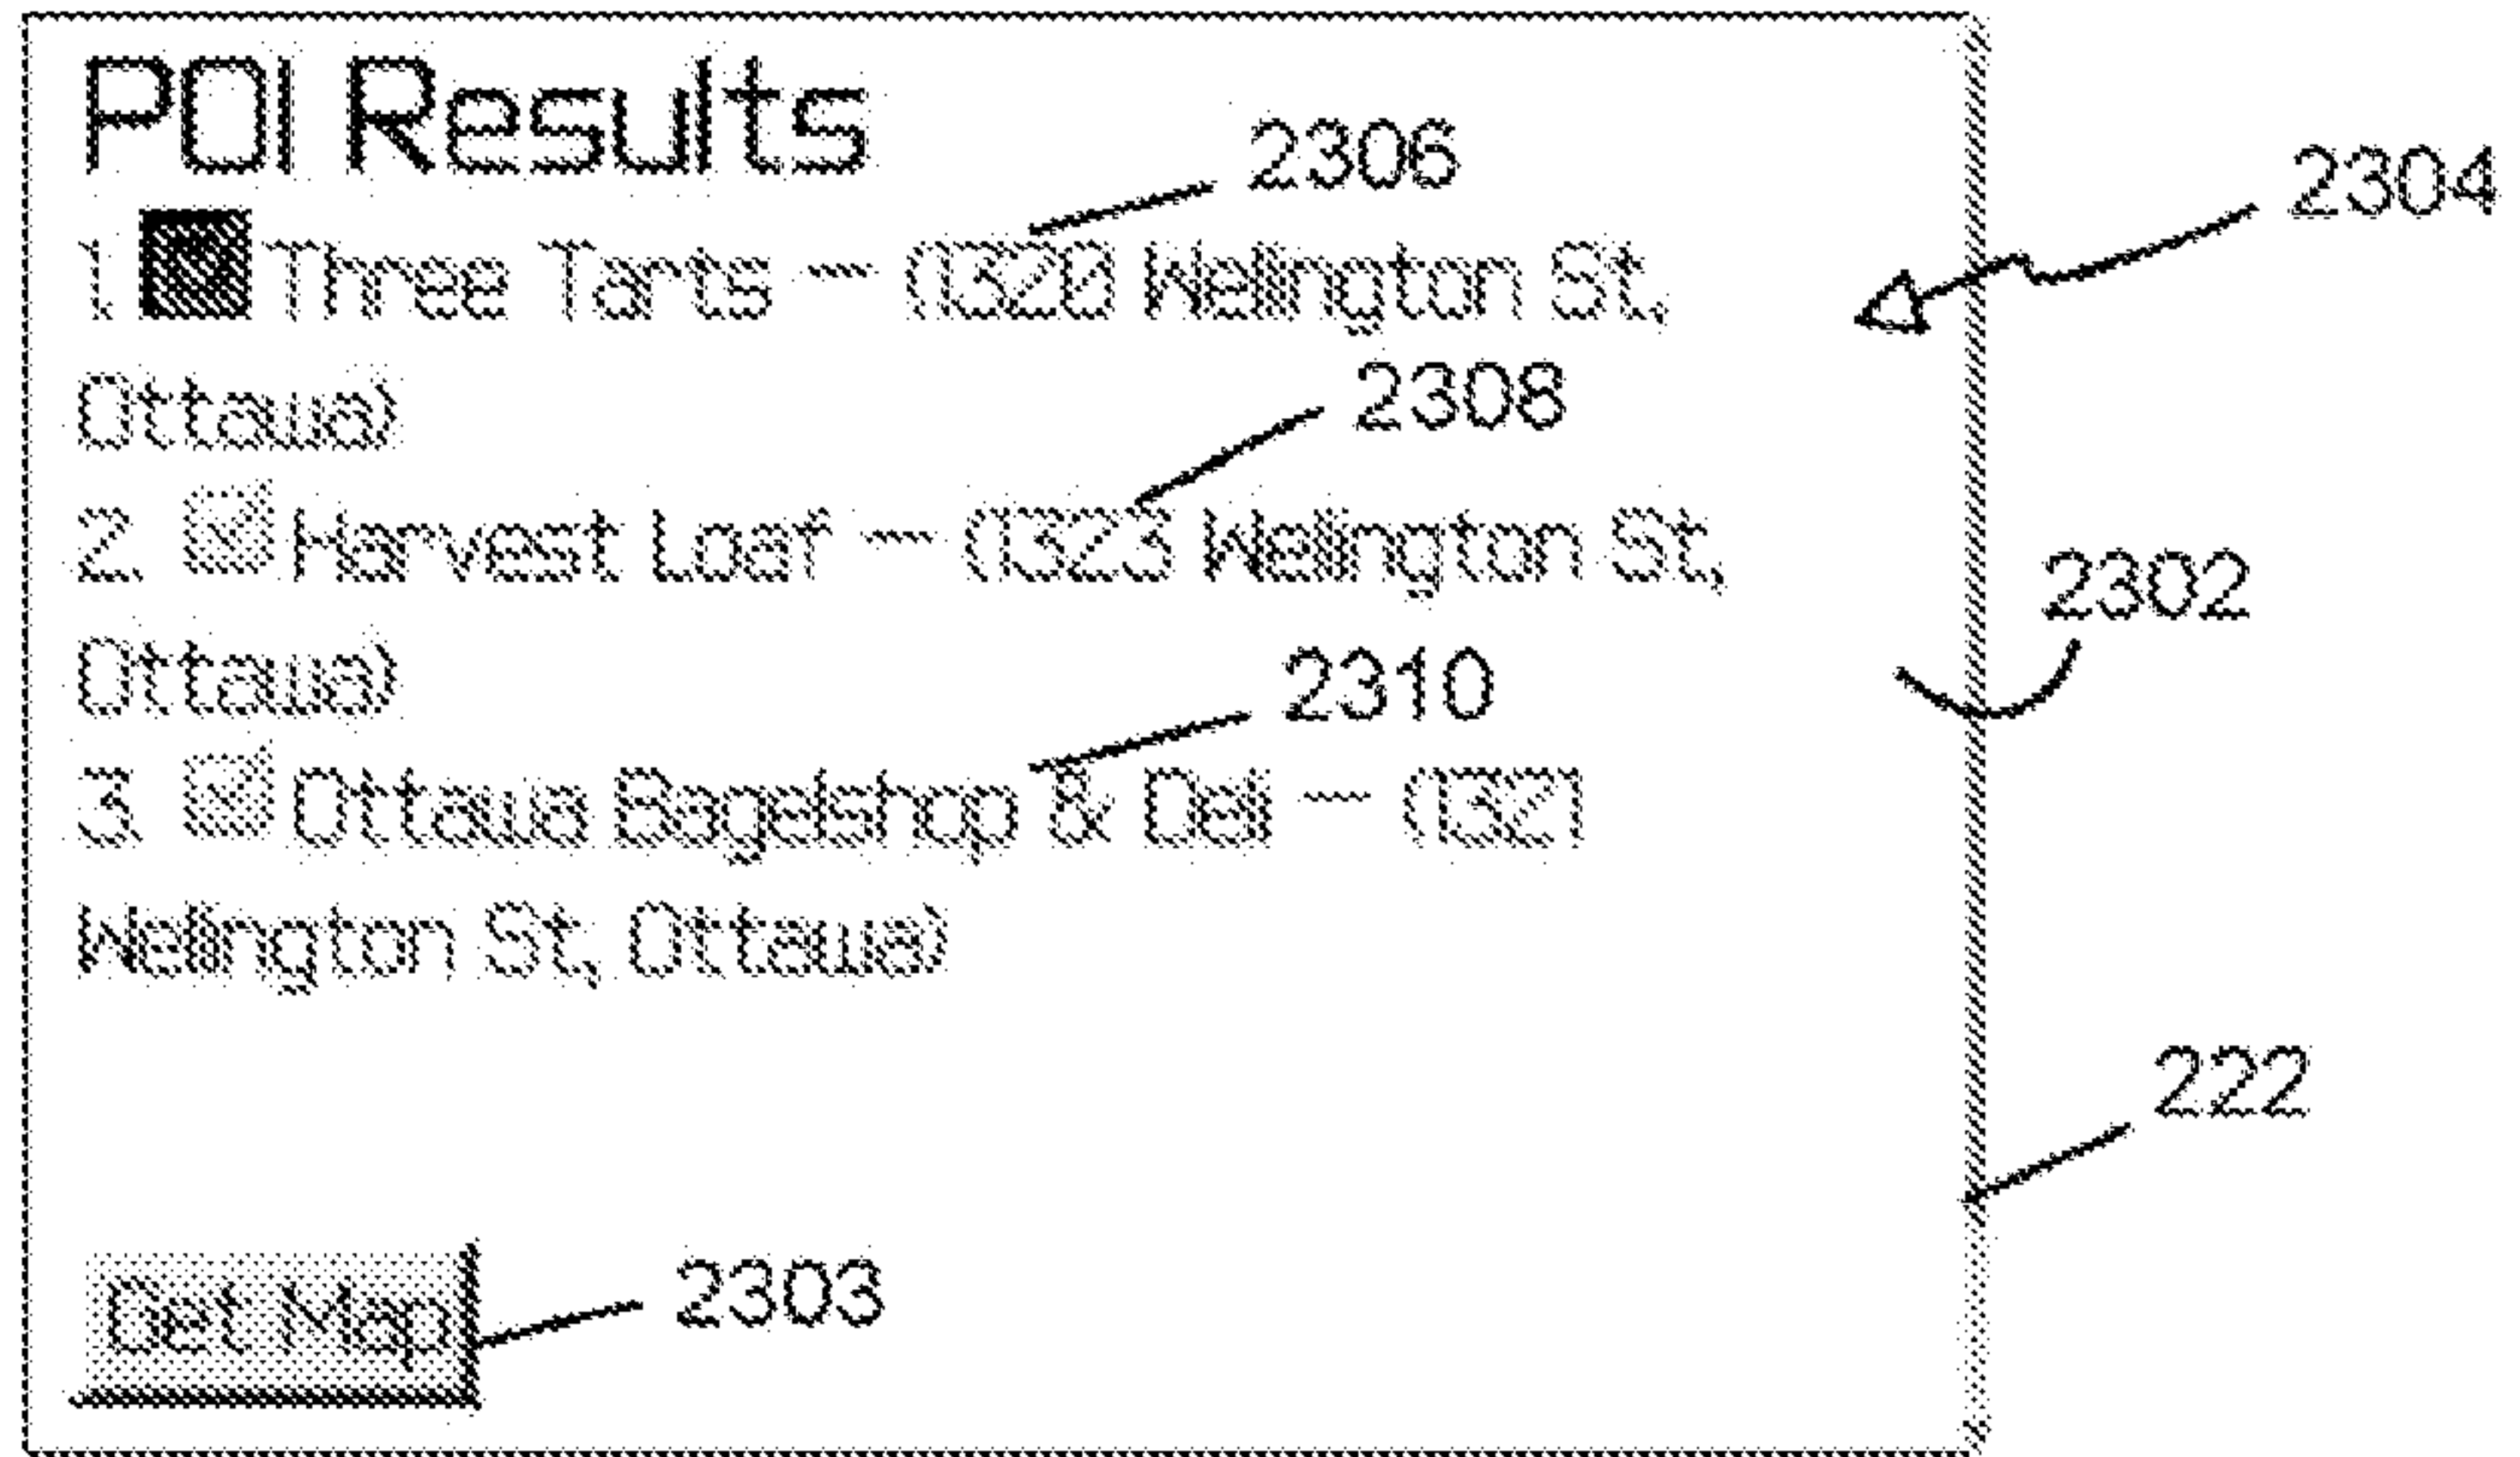 POI Results
2306
2304
1. Three Tarts — (1320 Wellington St,
Ottawa)
2308
2. Harvest Loaf — (1323 Wellington St,
2302
Ottawa)
2310
3. Ottawa Bagelshop & Deli — (1321
Wellington St, Ottawa)
222
Get Map
2303